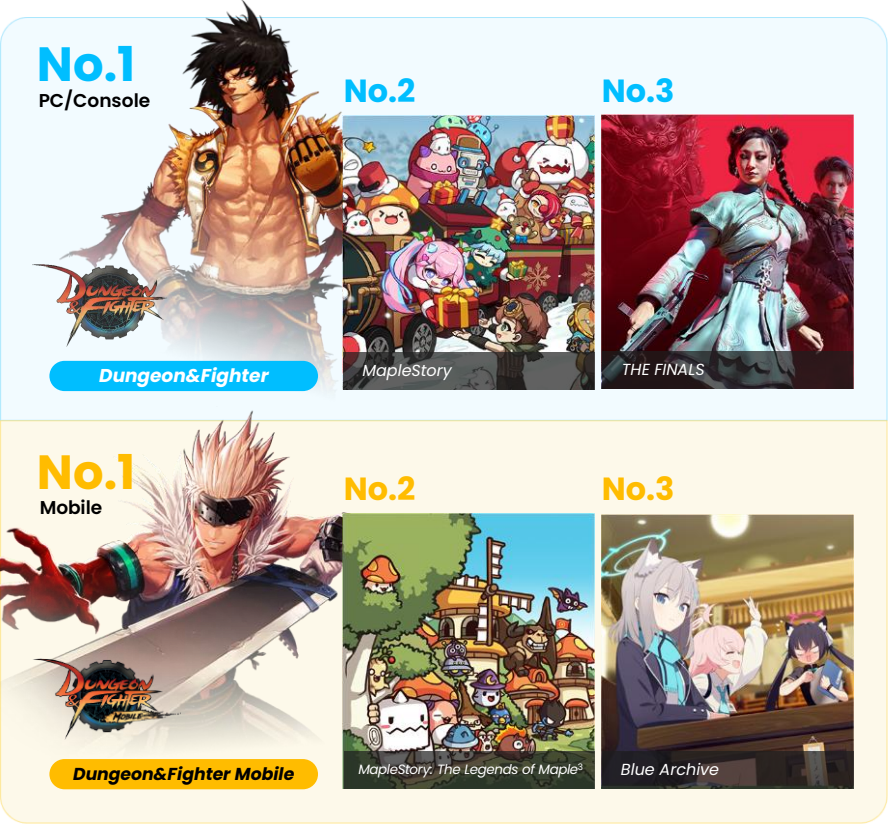 No.1
PC/Console
DUNGEON
& FIGHTER
Dungeon&Fighter
No.2
MapleStory
No.3
THE FINALS
No.1
Mobile
DUNGEON
& FIGHTER
MOBILE
Dungeon&Fighter Mobile
No.2
MapleStory: The Legends of Maple³
No.3
Blue Archive